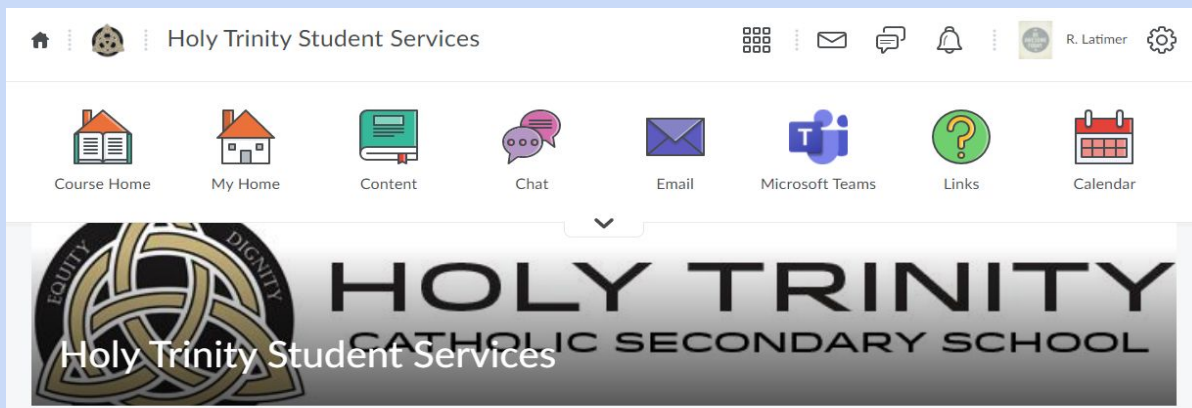 Holy Trinity Student Services
R. Latimer
Course Home
My Home
Content
Chat
Email
T
Microsoft Teams
Links
Calendar
EQUITY
DIGNITY
HOLY TRINITY
CATHOLIC SECONDARY SCHOOL
Holy Trinity Student Services